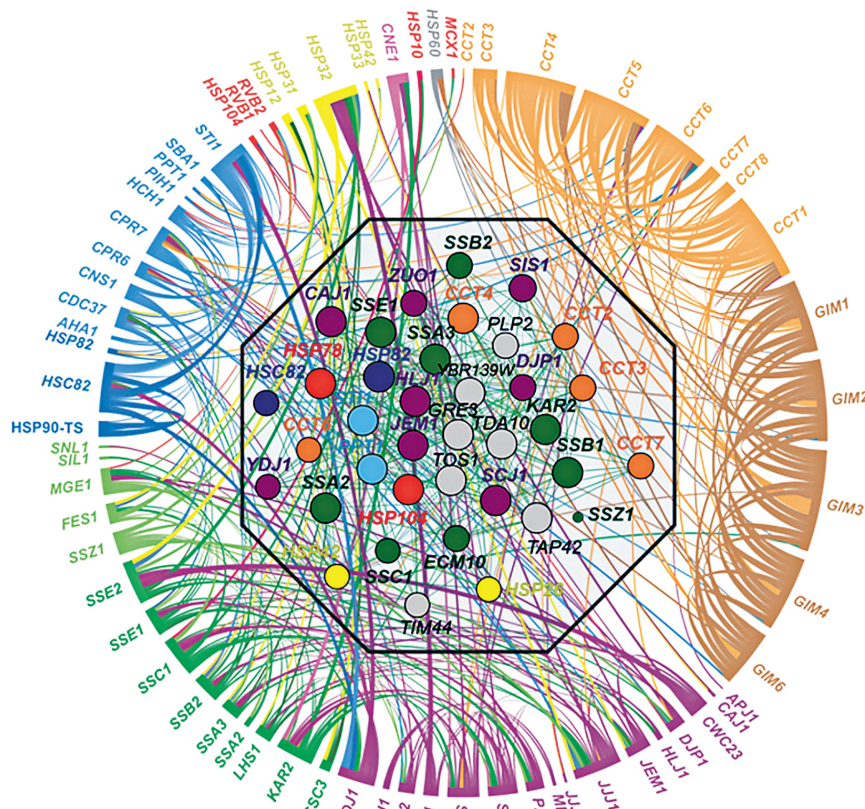 HSP104
RVB1
RVB2
HSP12
HSP31
HSP32
HSP33
HSP42
CNE1
HSP10
HSP60
MCX1
CCT2
CCT3
CCT4
CCT5
CCT6
CCT7
CCT8
CCT1
GIM1
GIM2
GIM3
GIM4
GIM6
APJ1
CAJ1
CWC23
DJP1
HLJ1
JEM1
JJJ1
STI1
SBA1
PPT1
PIH1
HCH1
CPR7
CPR6
CNS1
CDC37
AHA1
HSP82
HSC82
HSP90-TS
SNL1
SIL1
MGE1
FES1
SSZ1
SSE2
SSE1
SSC1
SSB2
SSA3
SSA2
LHS1
KAR2
SSB2
ZUO1
SIS1
CAJ1
SSE1
CCT4
SSA3
PLP2
CCT2
HSP78
HSP82
YBR139W
DJP1
HSC82
HLJ1
CCT3
GRE3
TDA10
KAR2
JEM1
SSB1
CCT7
YDJ1
TOS1
SCJ1
SSA2
HSP104
SSZ1
TAP42
HSP42
SSC1
ECM10
HSP26
TIM44